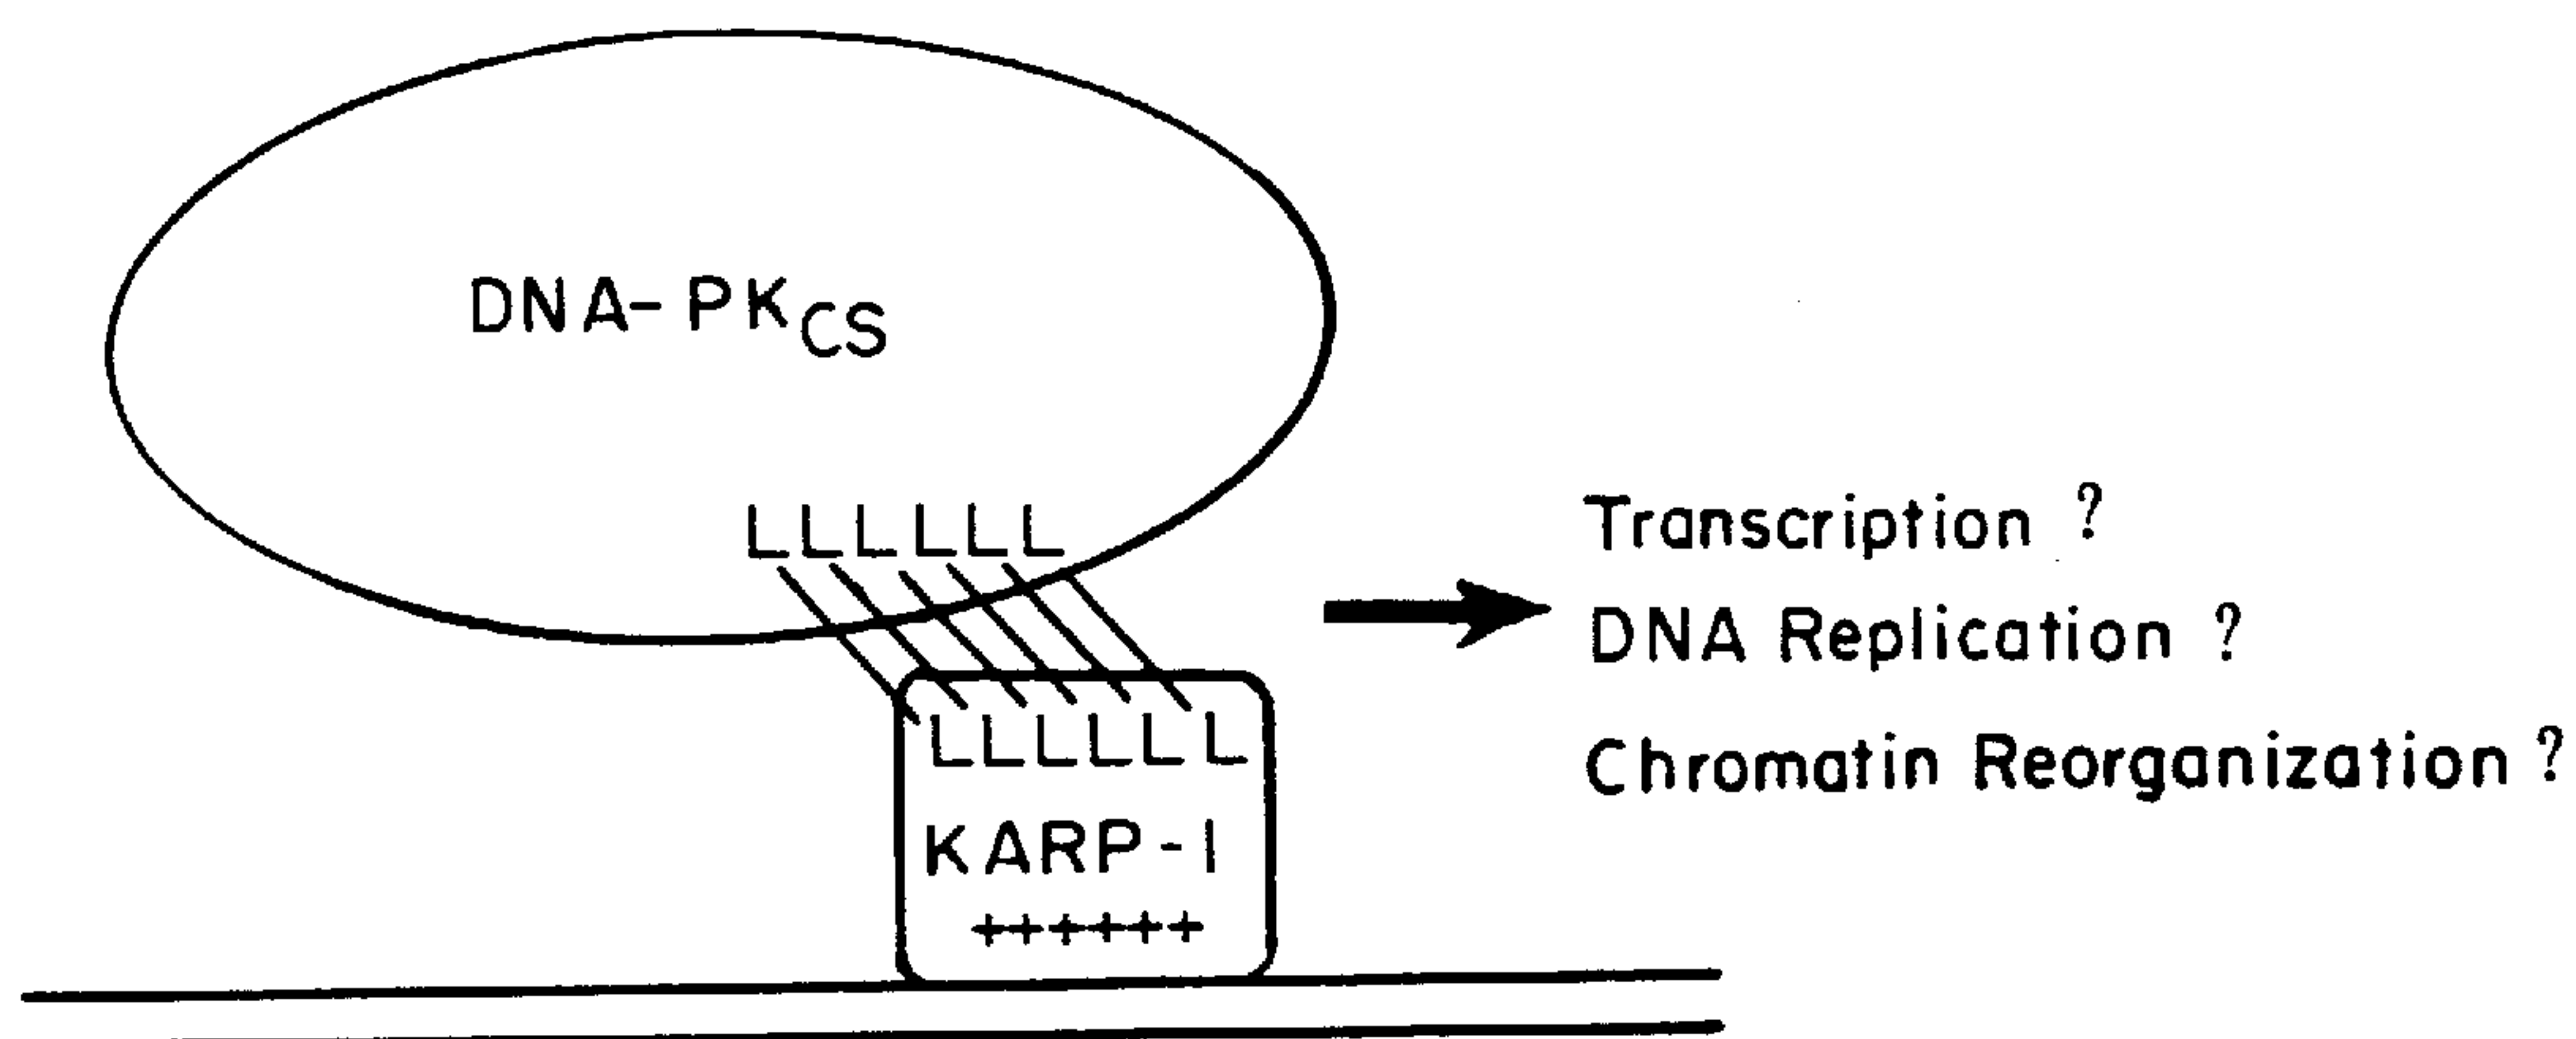 DNA-PKCS
LLLLLL
Transcription ?
DNA Replication ?
LLLLLL
Chromatin Reorganization ?
KARP-1
++++++